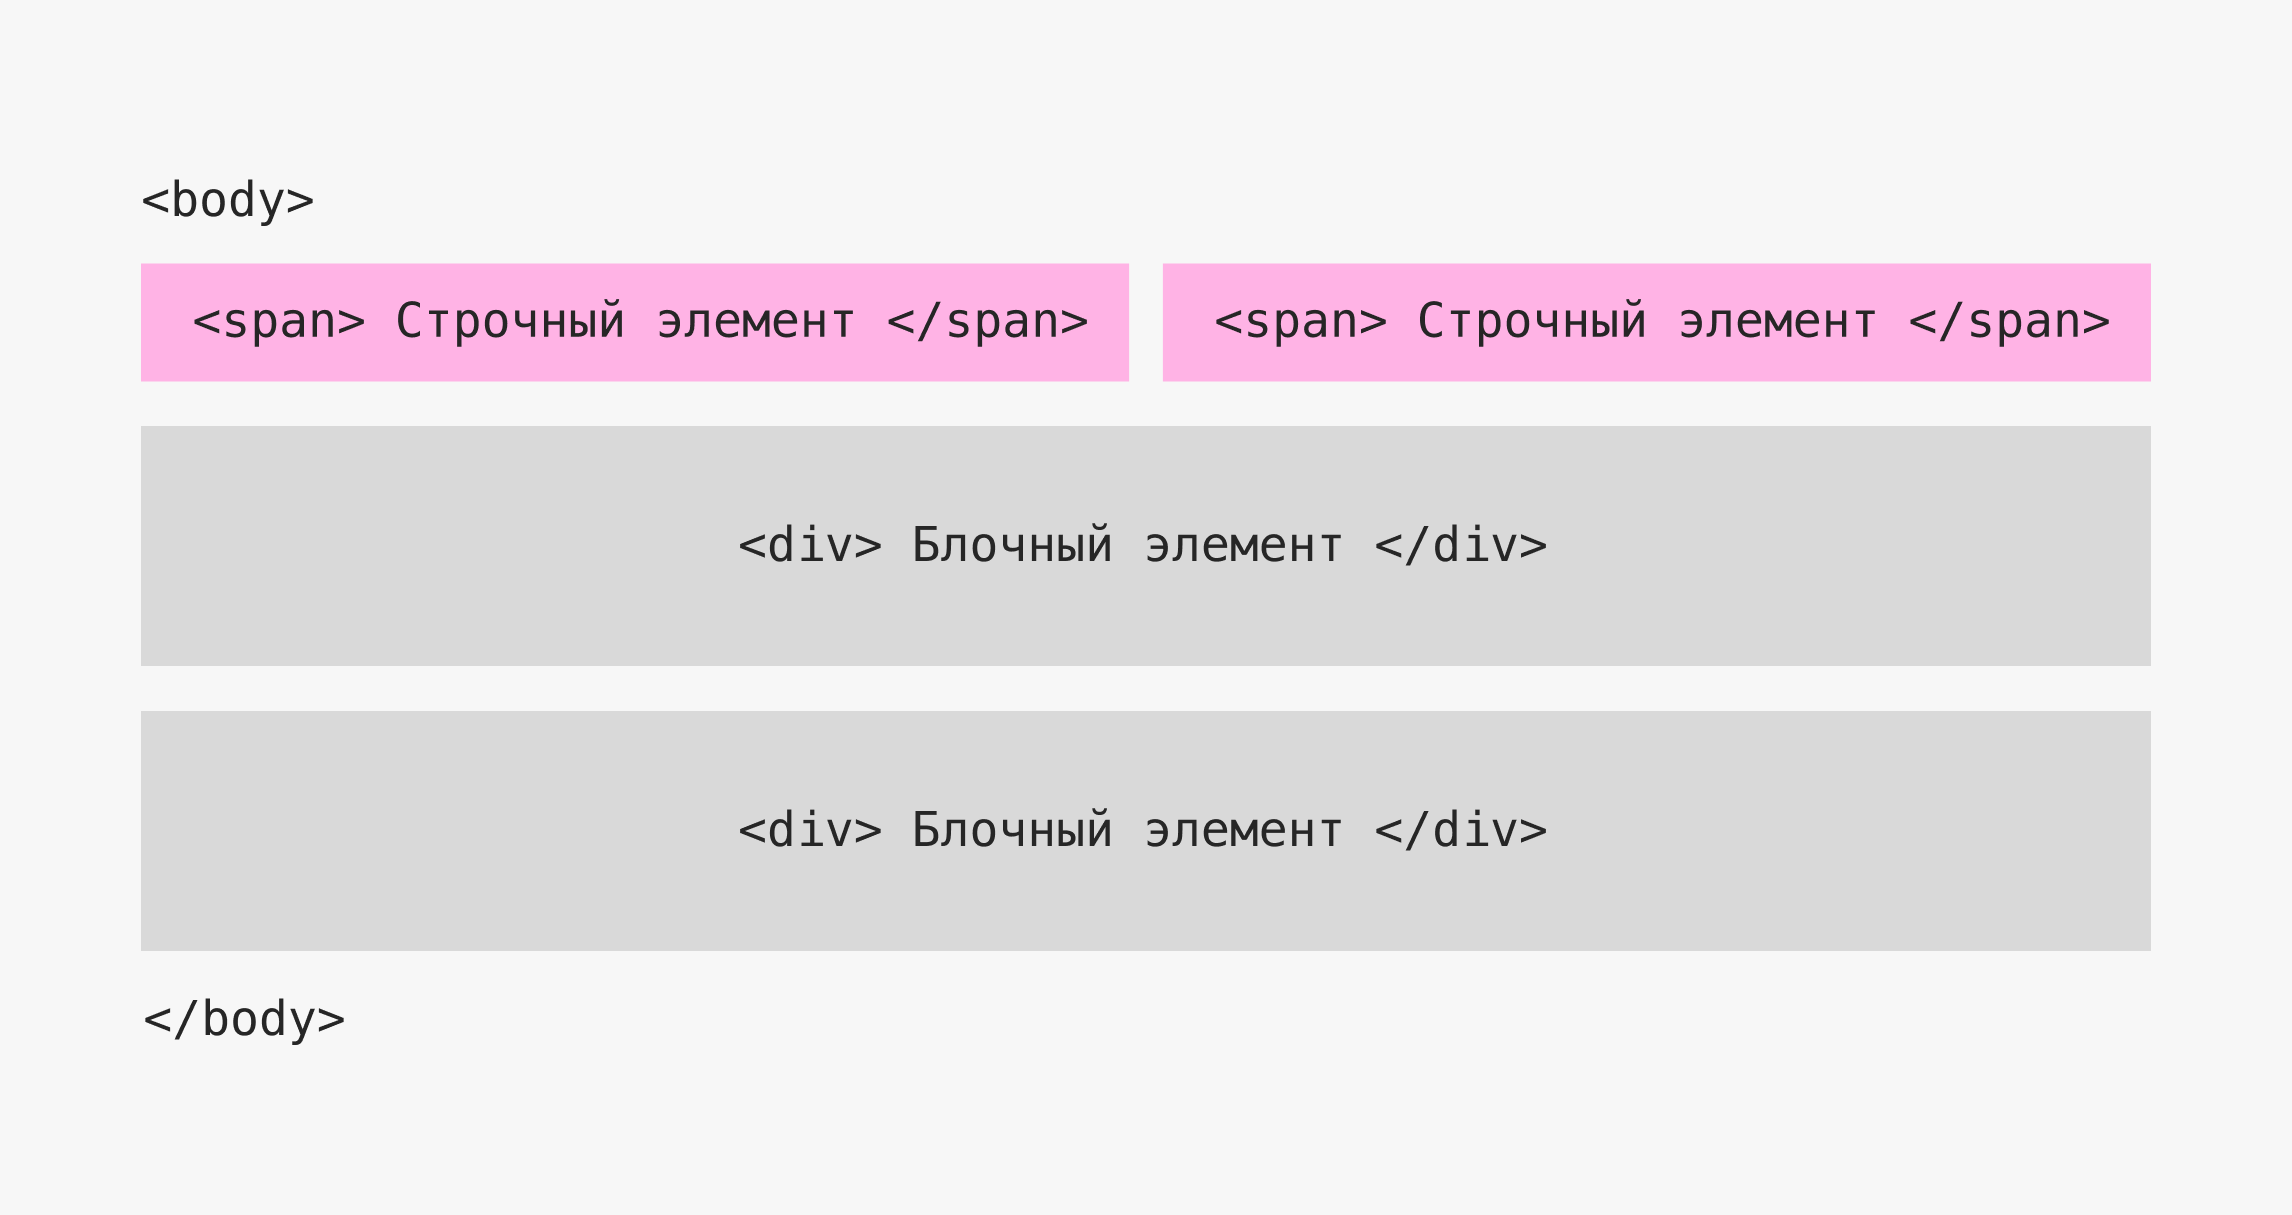 <body>
<span> Строчный элемент </span> <span> Строчный элемент </span>
<div> Блочный элемент </div>
<div> Блочный элемент </div>
</body>